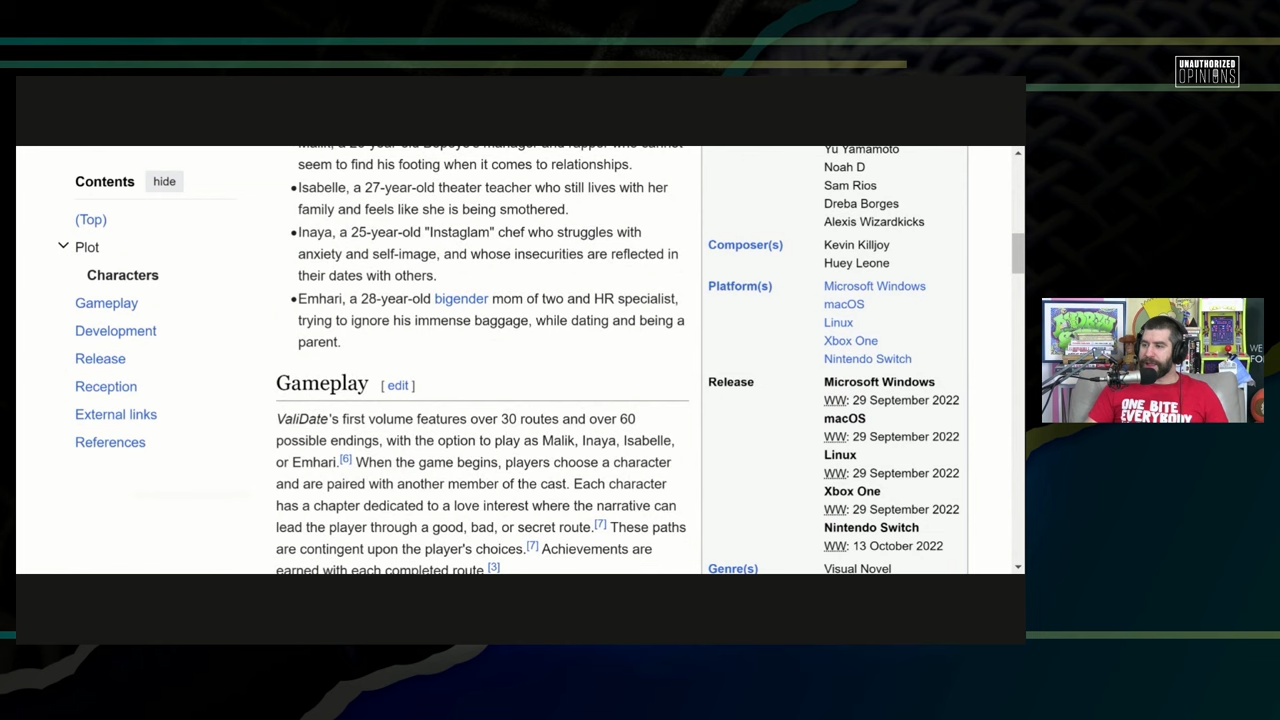 UNAUTHORIZED
OPINIONS
Contents hide
(Top)
Plot
Characters
Gameplay
Development
Release
Reception
External links
References
seem to find his footing when it comes to relationships.
•Isabelle, a 27-year-old theater teacher who still lives with her
family and feels like she is being smothered.
•Inaya, a 25-year-old "Instaglam" chef who struggles with
anxiety and self-image, and whose insecurities are reflected in
their dates with others.
•Emhari, a 28-year-old bigender mom of two and HR specialist,
trying to ignore his immense baggage, while dating and being a
parent.
Gameplay [ edit ]
ValiDate's first volume features over 30 routes and over 60
possible endings, with the option to play as Malik, Inaya, Isabelle,
or Emhari.[6] When the game begins, players choose a character
and are paired with another member of the cast. Each character
has a chapter dedicated to a love interest where the narrative can
lead the player through a good, bad, or secret route.[7] These paths
are contingent upon the player's choices.[7] Achievements are
earned with each completed route.[3]
Yu Yamamoto
Noah D
Sam Rios
Dreba Borges
Alexis Wizardkicks
Composer(s) Kevin Killjoy
Huey Leone
Platform(s) Microsoft Windows
macOS
Linux
Xbox One
Nintendo Switch
Release Microsoft Windows
WW: 29 September 2022
macOS
WW: 29 September 2022
Linux
WW: 29 September 2022
Xbox One
WW: 29 September 2022
Nintendo Switch
WW: 13 October 2022
Genre(s) Visual Novel
WE
FO
ONE BITE
EVERYBODY